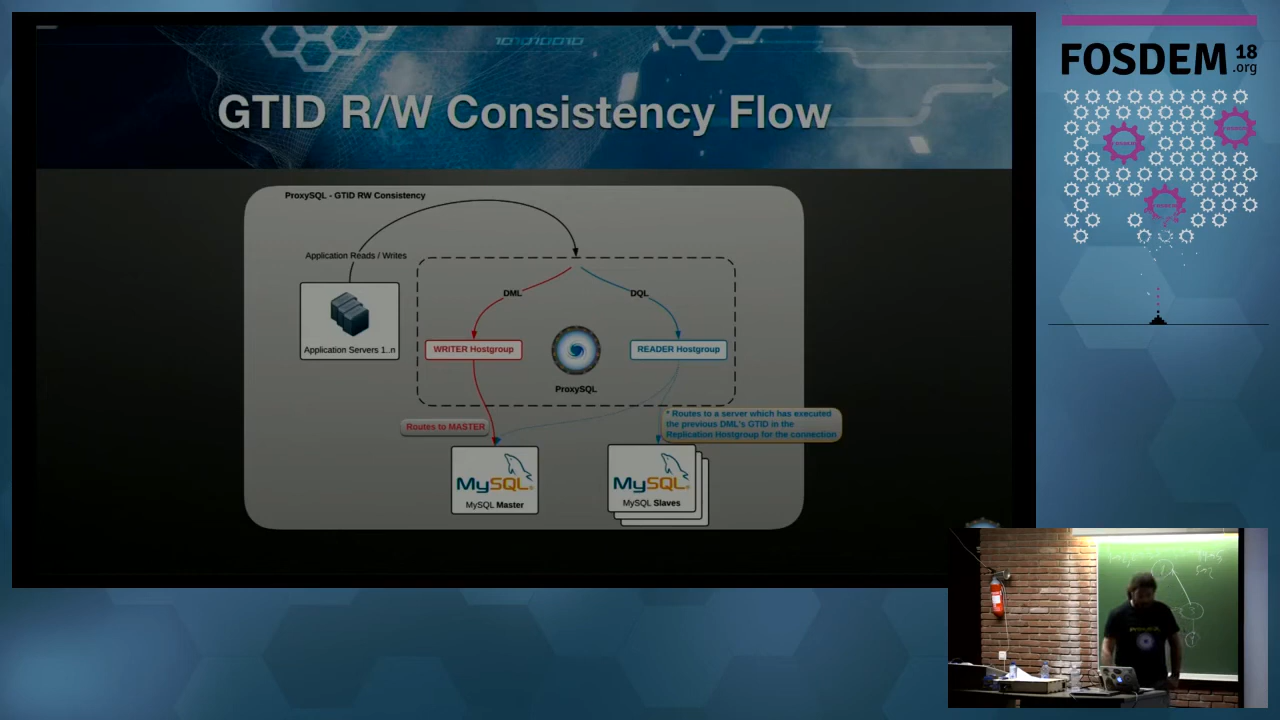 GTID R/W Consistency Flow
ProxySQL - GTID RW Consistency
Application Reads / Writes
DML
DQL
Application Servers 1..n
WRITER Hostgroup
READER Hostgroup
ProxySQL
Routes to MASTER
* Routes to a server which has executed
the previous DML's GTID in the
Replication Hostgroup for the connection
MySQL
MySQL Master
MySQL
MySQL Slaves
FOSDEM 18
.org